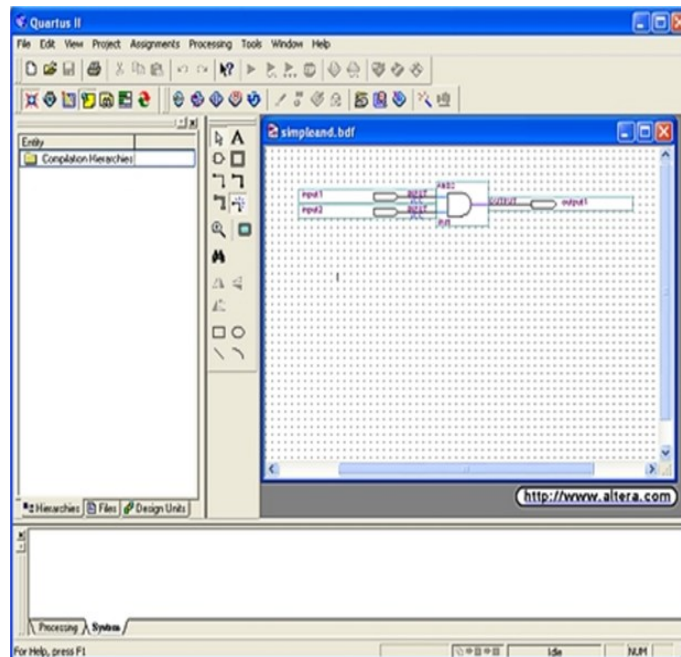 Quartus II
File Edit View Project Assignments Processing Tools Window Help
Entity
Compilation Hierarchies
simpleand.bdf
AND2
input1 INPUT
VCC
OUTPUT output1
input2 INPUT
VCC
http://www.altera.com
Hierarchies Files Design Units
Processing System
For Help, press F1
Idle NUM